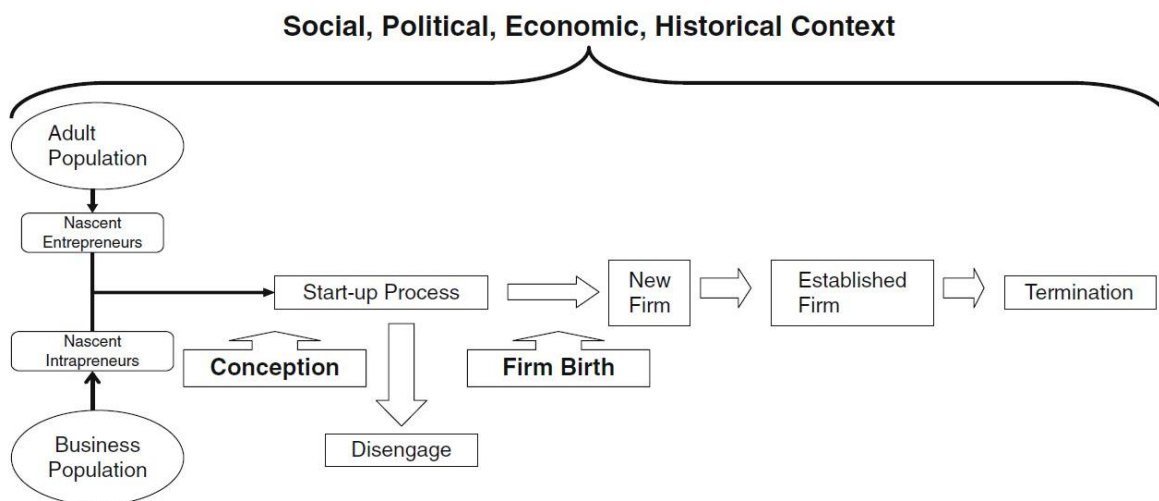 Social, Political, Economic, Historical Context
Adult
Population
Nascent
Entrepreneurs
Start-up Process
New
Firm
Established
Firm
Termination
Nascent
Intrapreneurs
Conception
Firm Birth
Disengage
Business
Population